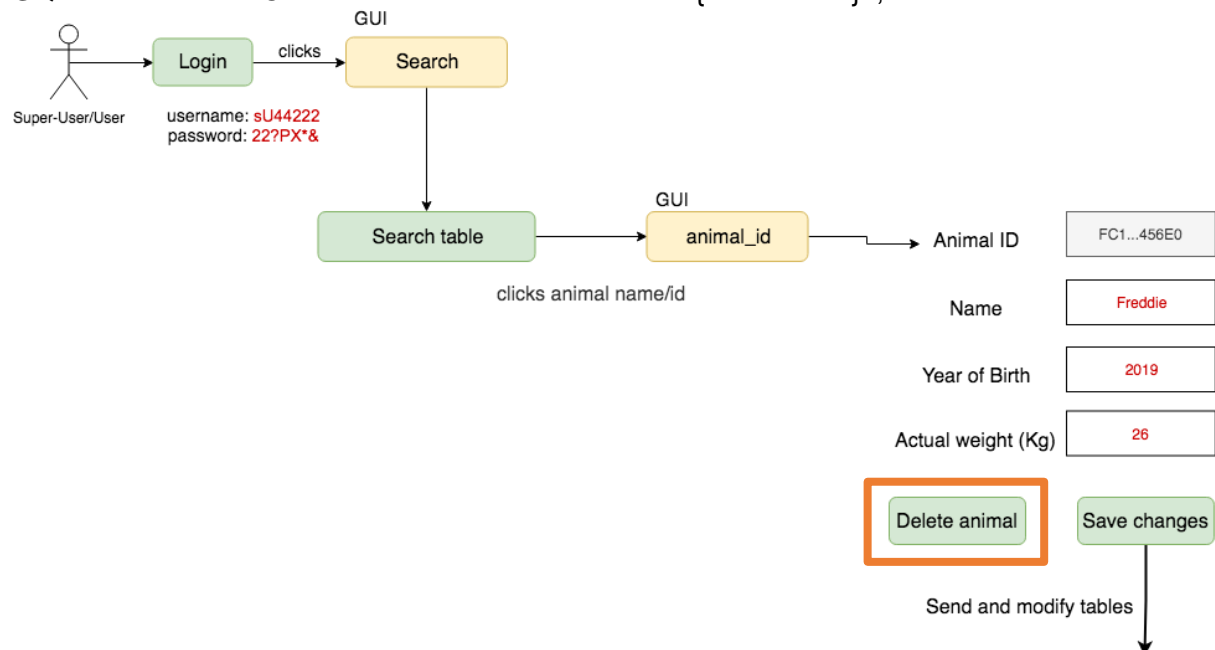 GUI
Login
clicks
Search
Super-User/User
username: sU44222
password: 22?PX*&
GUI
Search table
animal_id
Animal ID
FC1...456E0
clicks animal name/id
Name
Freddie
Year of Birth
2019
Actual weight (Kg)
26
Delete animal
Save changes
Send and modify tables